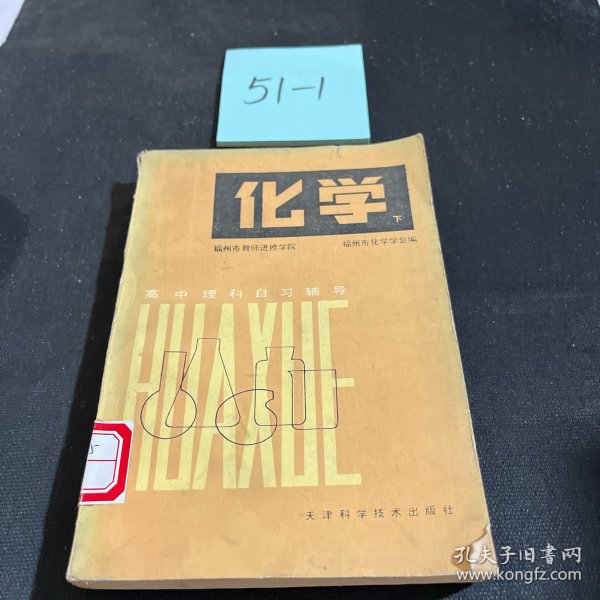 51-1
化学
下
福州市教师进修学院 福州市化学学会编
高中理科自习辅导
HUAXUE
天津科学技术出版社
孔夫子旧书网
www.kongfz.com